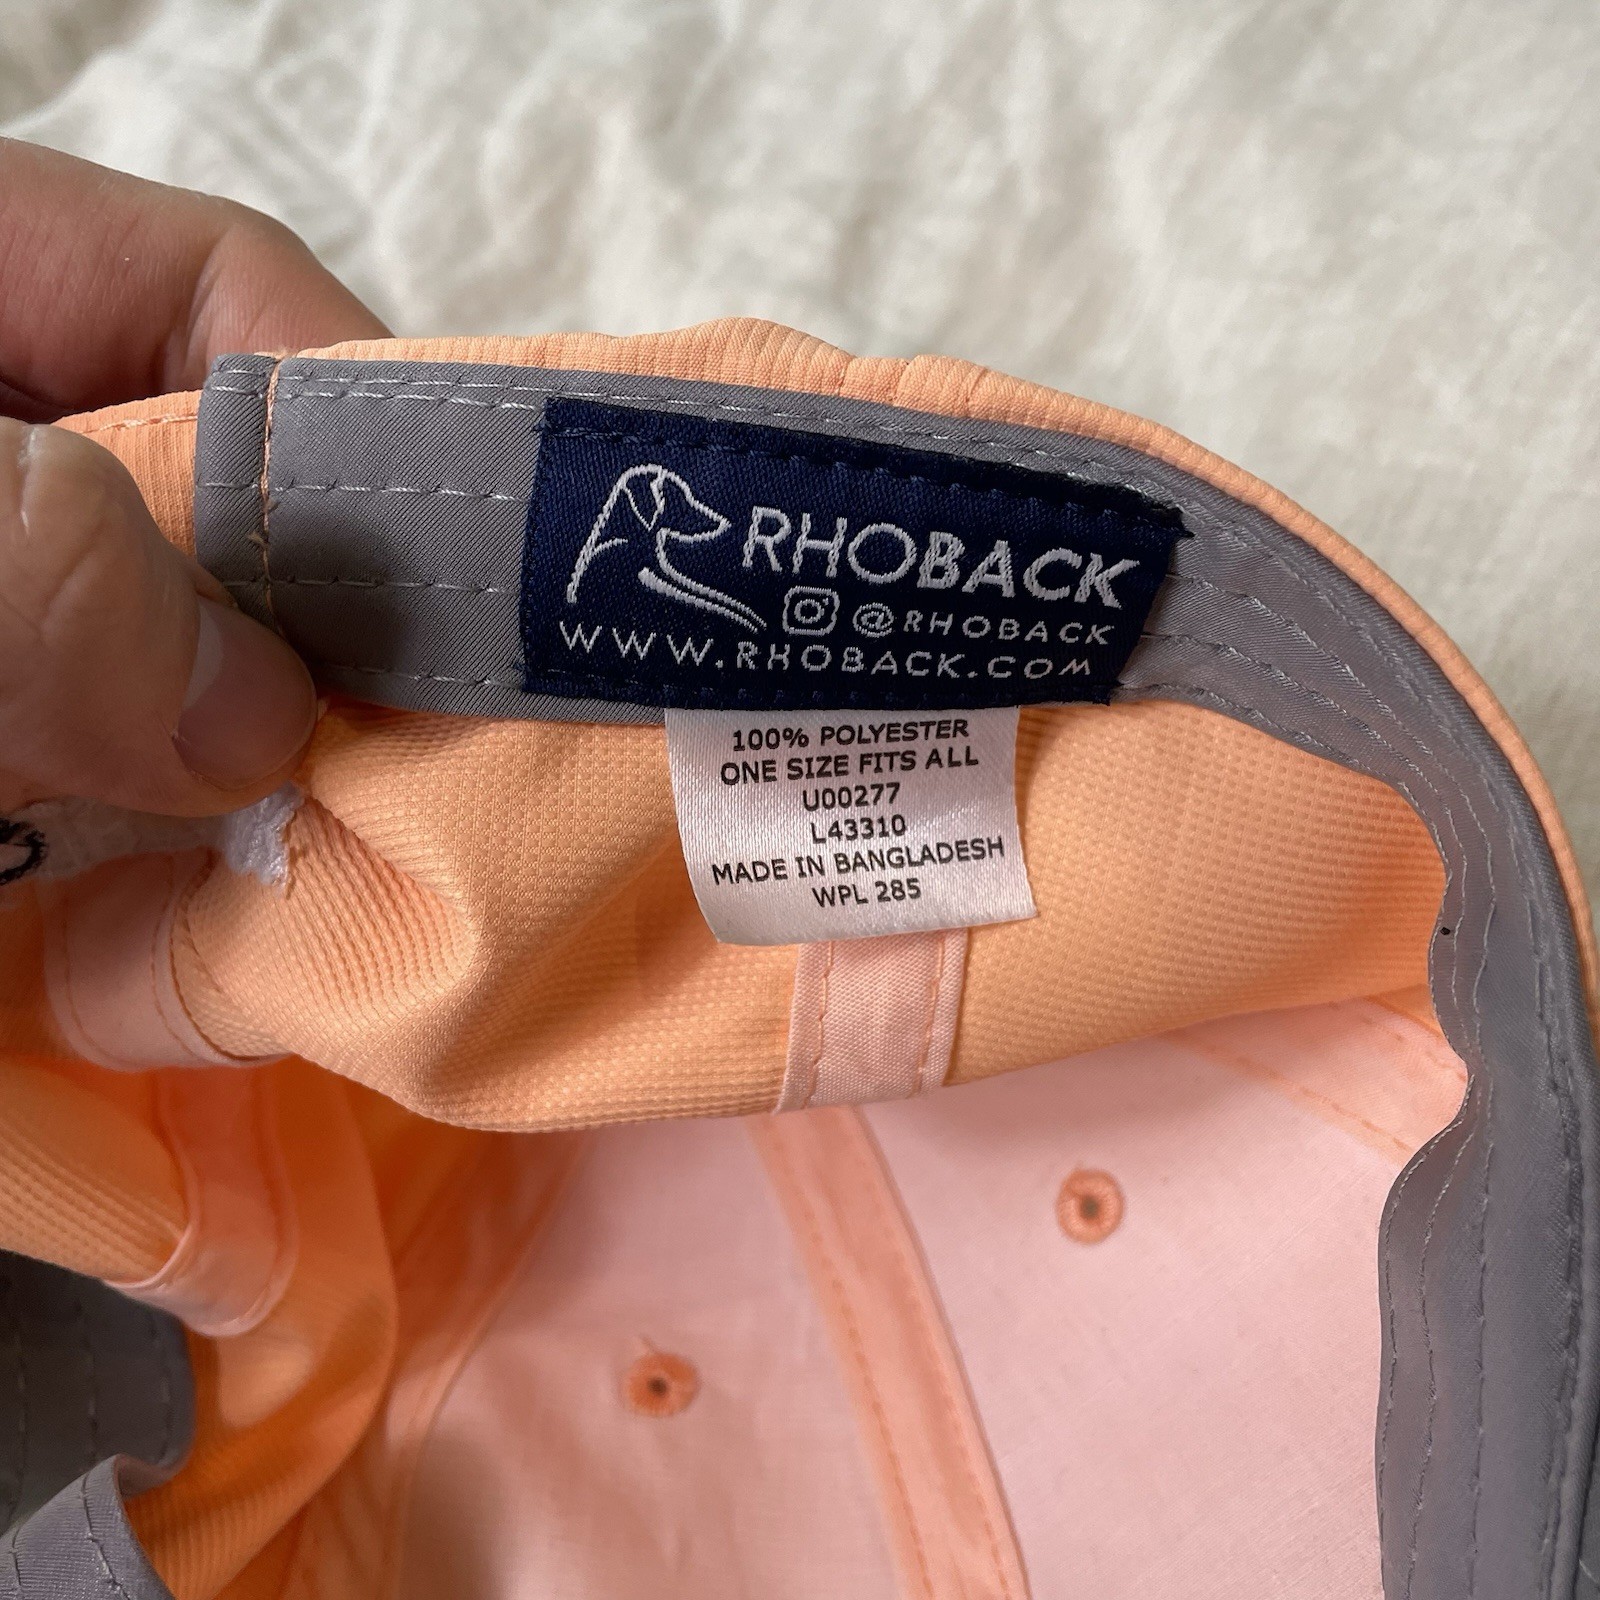 RHOBACK
@RHOBACK
WWW.RHOBACK.COM
100% POLYESTER
ONE SIZE FITS ALL
U00277
L43310
MADE IN BANGLADESH
WPL 285